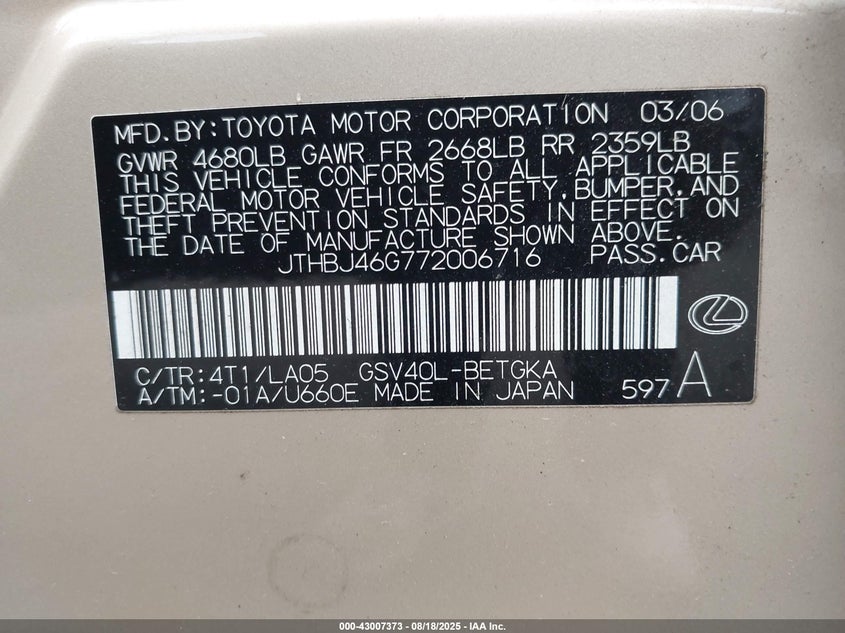 MFD. BY: TOYOTA MOTOR CORPORATION 03/06
GVWR 4680LB GAWR FR 2668LB RR 2359LB
THIS VEHICLE CONFORMS TO ALL APPLICABLE
FEDERAL MOTOR VEHICLE SAFETY, BUMPER, AND
THEFT PREVENTION STANDARDS IN EFFECT ON
THE DATE OF MANUFACTURE SHOWN ABOVE.
JTHBJ46G772006716 PASS. CAR
C/TR: 4T1/LA05 GSV40L-BETGKA
A/TM: -01A/U660E MADE IN JAPAN 597 A
000-43007373 - 08/18/2025 - IAA Inc.